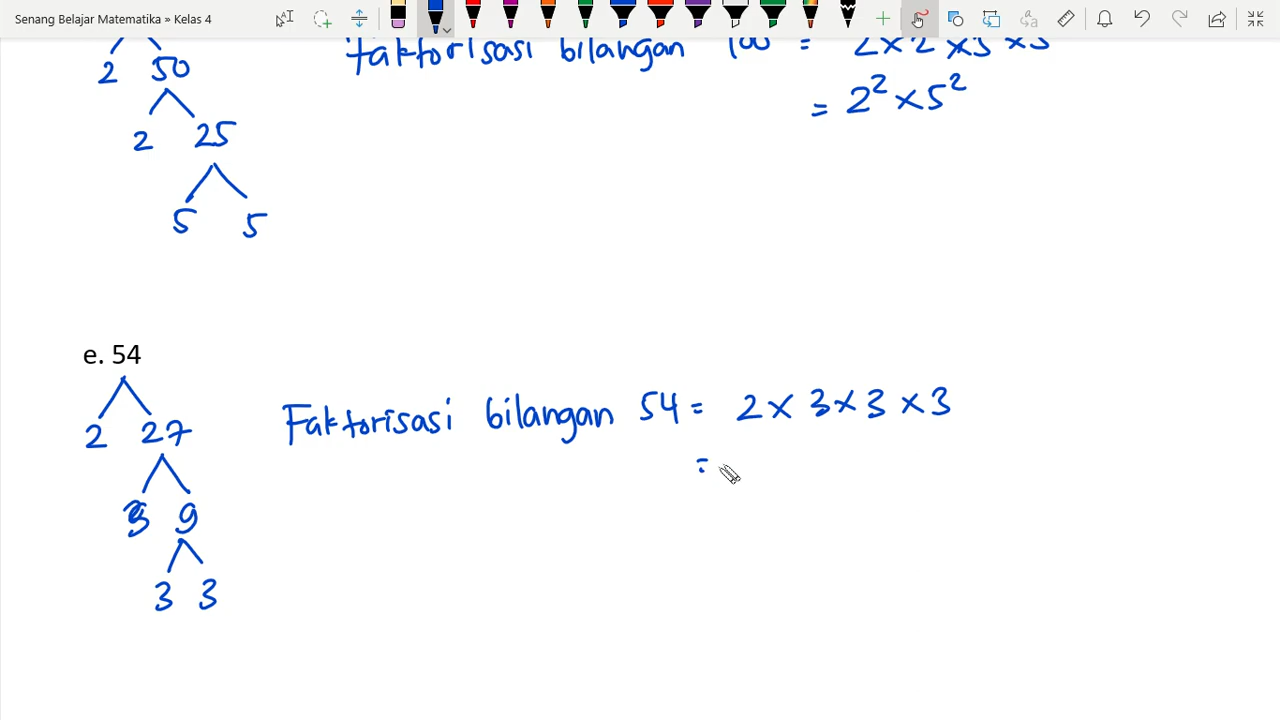 Senang Belajar Matematika » Kelas 4
faktorisasi bilangan 100 = 2 × 2 × 5 × 5
2 50
= 2² × 5²
2 25
5 5
e. 54
Faktorisasi bilangan 54 = 2 × 3 × 3 × 3
2 27
=
3 9
3 3